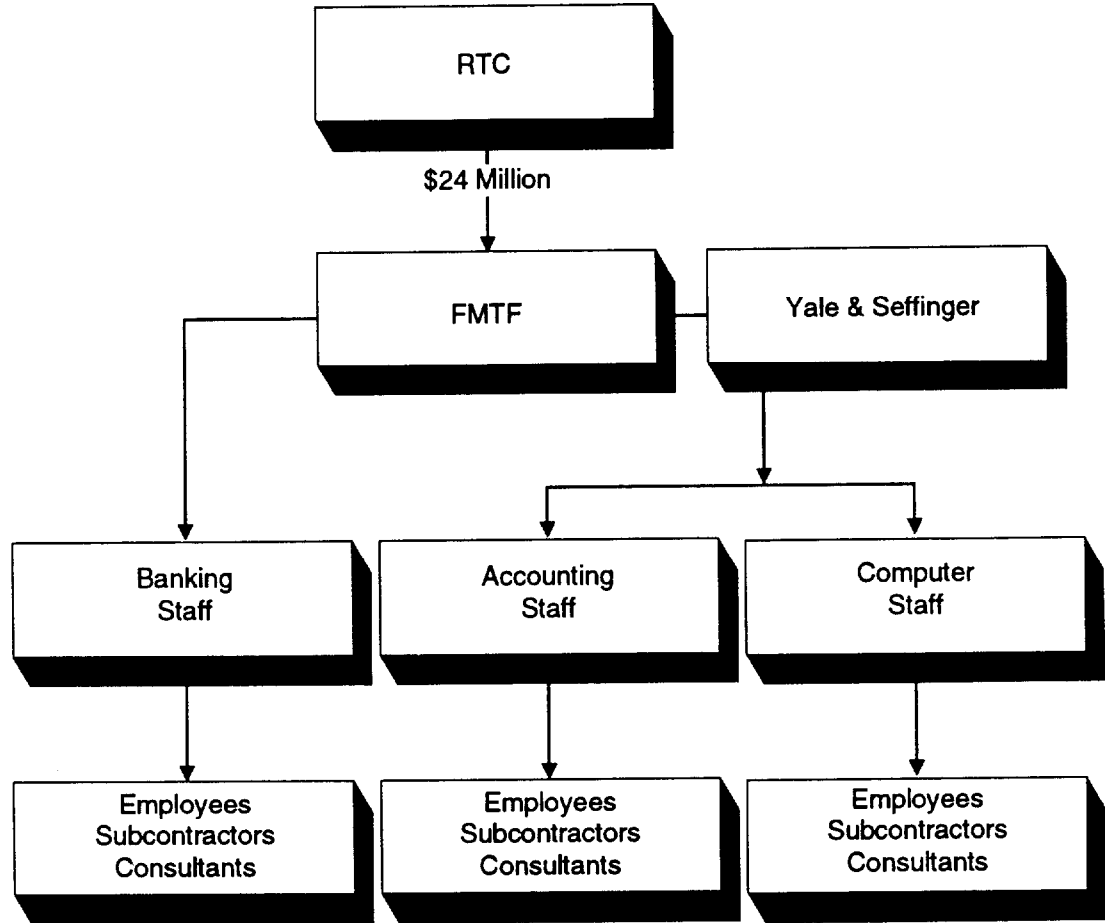 RTC
$24 Million
FMTF
Yale & Seffinger
Banking
Staff
Accounting
Staff
Computer
Staff
Employees
Subcontractors
Consultants
Employees
Subcontractors
Consultants
Employees
Subcontractors
Consultants